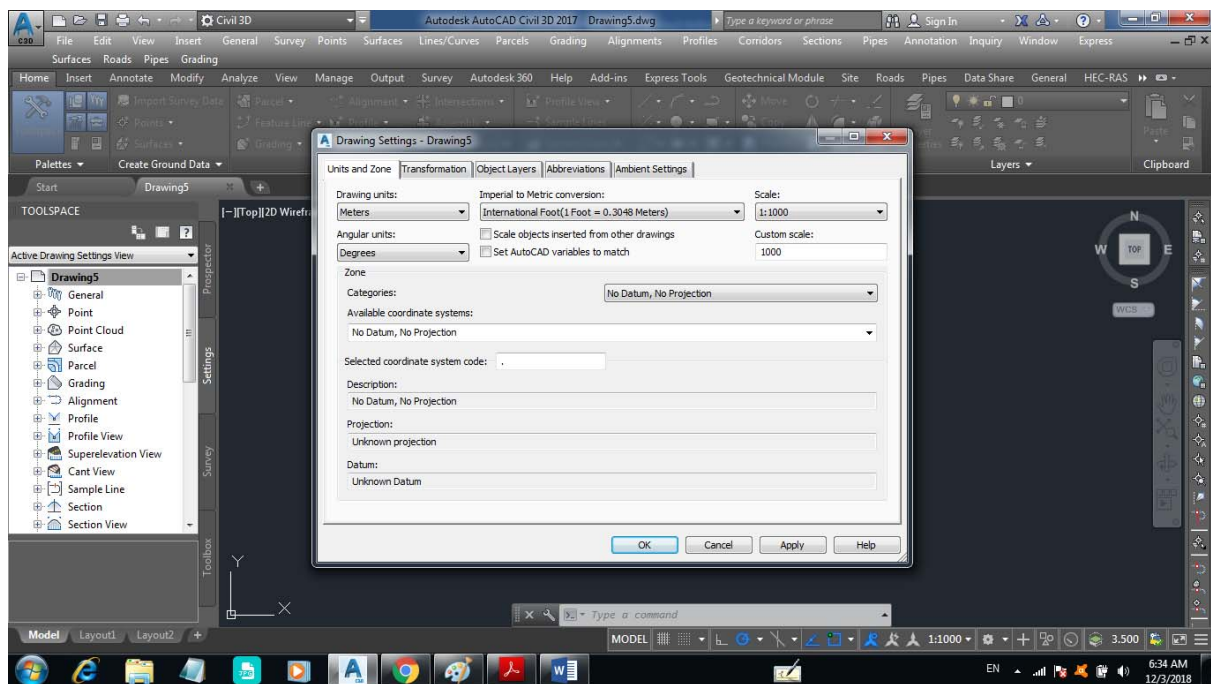 Civil 3D
Autodesk AutoCAD Civil 3D 2017 Drawing5.dwg
Type a keyword or phrase
Sign In
C3D
File Edit View Insert General Survey Points Surfaces Lines/Curves Parcels Grading Alignments Profiles Corridors Sections Pipes Annotation Inquiry Window Express
Surfaces Roads Pipes Grading
Home Insert Annotate Modify Analyze View Manage Output Survey Autodesk 360 Help Add-ins Express Tools Geotechnical Module Site Roads Pipes Data Share General HEC-RAS
Import Survey Data Parcel Alignment Intersections Profile View Move
Points Feature Line Profile Assembly Sample Lines Copy
Surfaces Grading
Paste
Palettes Create Ground Data Layers Clipboard
Start Drawing5
TOOLSPACE
Active Drawing Settings View
Drawing5
General
Point
Point Cloud
Surface
Parcel
Grading
Alignment
Profile
Profile View
Superelevation View
Cant View
Sample Line
Section
Section View
Prospector
Settings
Survey
Toolbox
[−][Top][2D Wirefr
Drawing Settings - Drawing5
Units and Zone Transformation Object Layers Abbreviations Ambient Settings
Drawing units: Imperial to Metric conversion: Scale:
Meters International Foot(1 Foot = 0.3048 Meters) 1:1000
Angular units: Scale objects inserted from other drawings Custom scale:
Degrees Set AutoCAD variables to match 1000
Zone
Categories: No Datum, No Projection
Available coordinate systems:
No Datum, No Projection
Selected coordinate system code: .
Description:
No Datum, No Projection
Projection:
Unknown projection
Datum:
Unknown Datum
OK Cancel Apply Help
N
W TOP E
S
WCS
Y
X
Type a command
Model Layout1 Layout2 +
MODEL 1:1000 3.500
EN 6:34 AM
12/3/2018